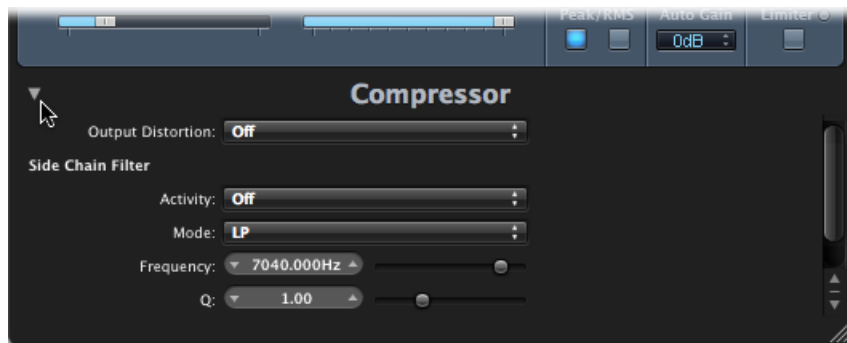 Peak/RMS Auto Gain Limiter
0dB
Compressor
Output Distortion: Off
Side Chain Filter
Activity: Off
Mode: LP
Frequency: 7040.000Hz
Q: 1.00